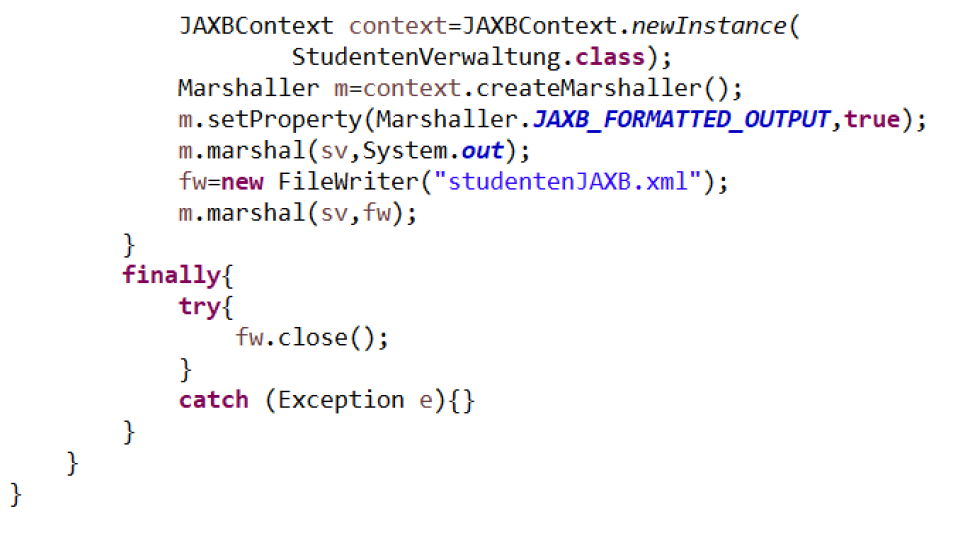 JAXBContext context=JAXBContext.newInstance(
StudentenVerwaltung.class);
Marshaller m=context.createMarshaller();
m.setProperty(Marshaller.JAXB_FORMATTED_OUTPUT,true);
m.marshal(sv,System.out);
fw=new FileWriter("studentenJAXB.xml");
m.marshal(sv,fw);
}
finally{
try{
fw.close();
}
catch (Exception e){}
}
}
}